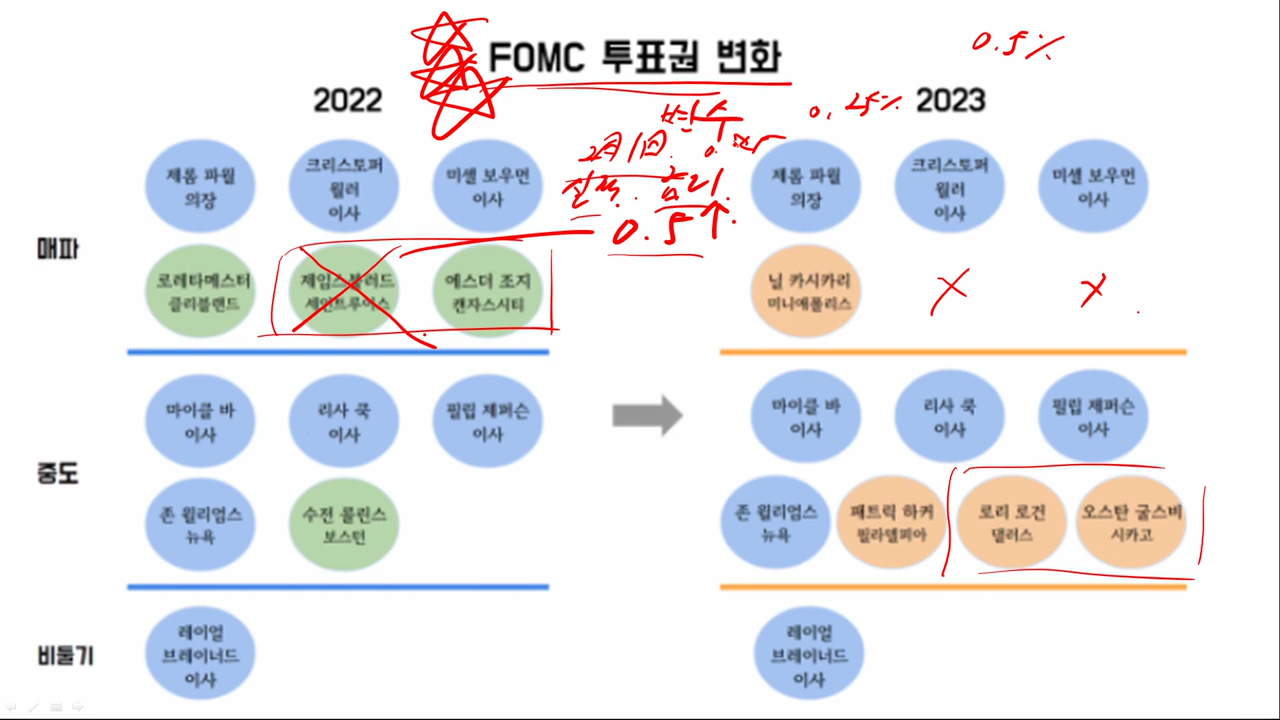 FOMC 투표권 변화
0.5%
2022
2023
변수
0.25%
2월 1일.
실적. 금리.
0.5↑.
매파
제롬 파월
의장
크리스토퍼
월러
이사
미셸 보우먼
이사
로레타메스터
클리블랜드
제임스 불러드
세인트루이스
에스더 조지
캔자스시티
제롬 파월
의장
크리스토퍼
월러
이사
미셸 보우먼
이사
닐 카시카리
미니애폴리스
X
X
중도
마이클 바
이사
리사 쿡
이사
필립 제퍼슨
이사
존 윌리엄스
뉴욕
수전 콜린스
보스턴
마이클 바
이사
리사 쿡
이사
필립 제퍼슨
이사
존 윌리엄스
뉴욕
패트릭 하커
필라델피아
로리 로건
댈러스
오스탄 굴스비
시카고
비둘기
레이얼
브레이너드
이사
레이얼
브레이너드
이사